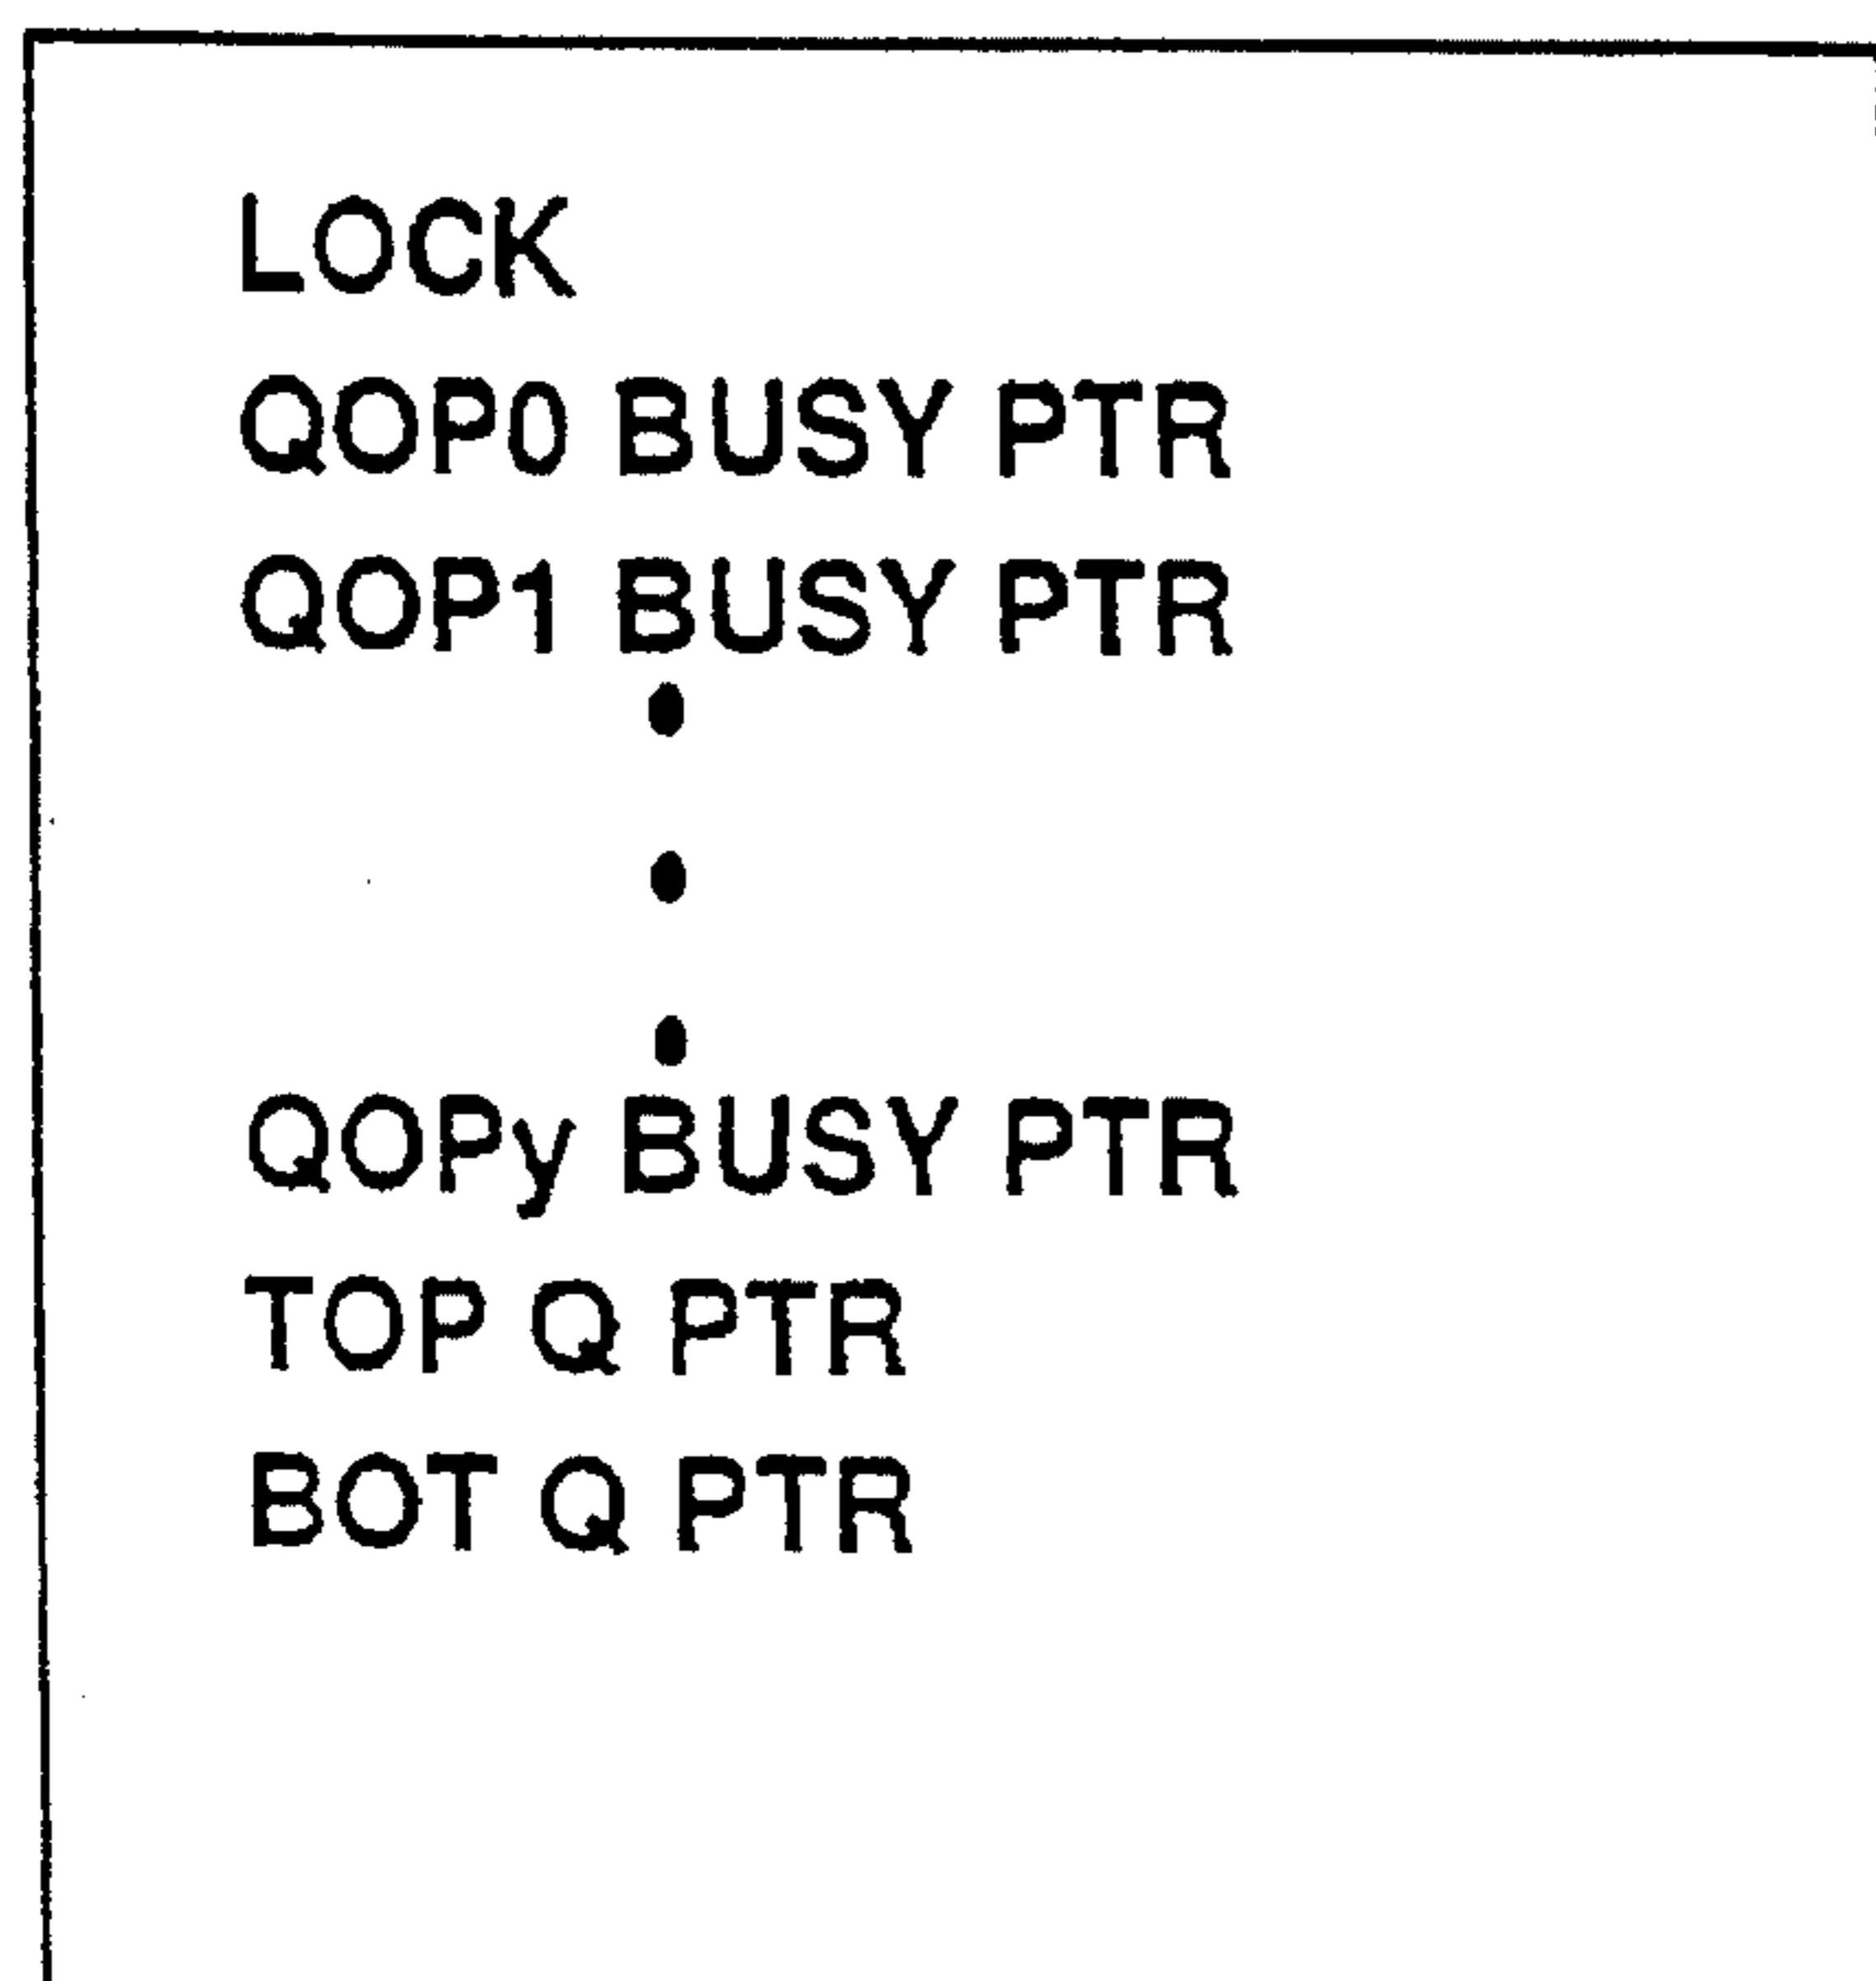 LOCK
QOP0 BUSY PTR
QOP1 BUSY PTR
QOPy BUSY PTR
TOP Q PTR
BOT Q PTR